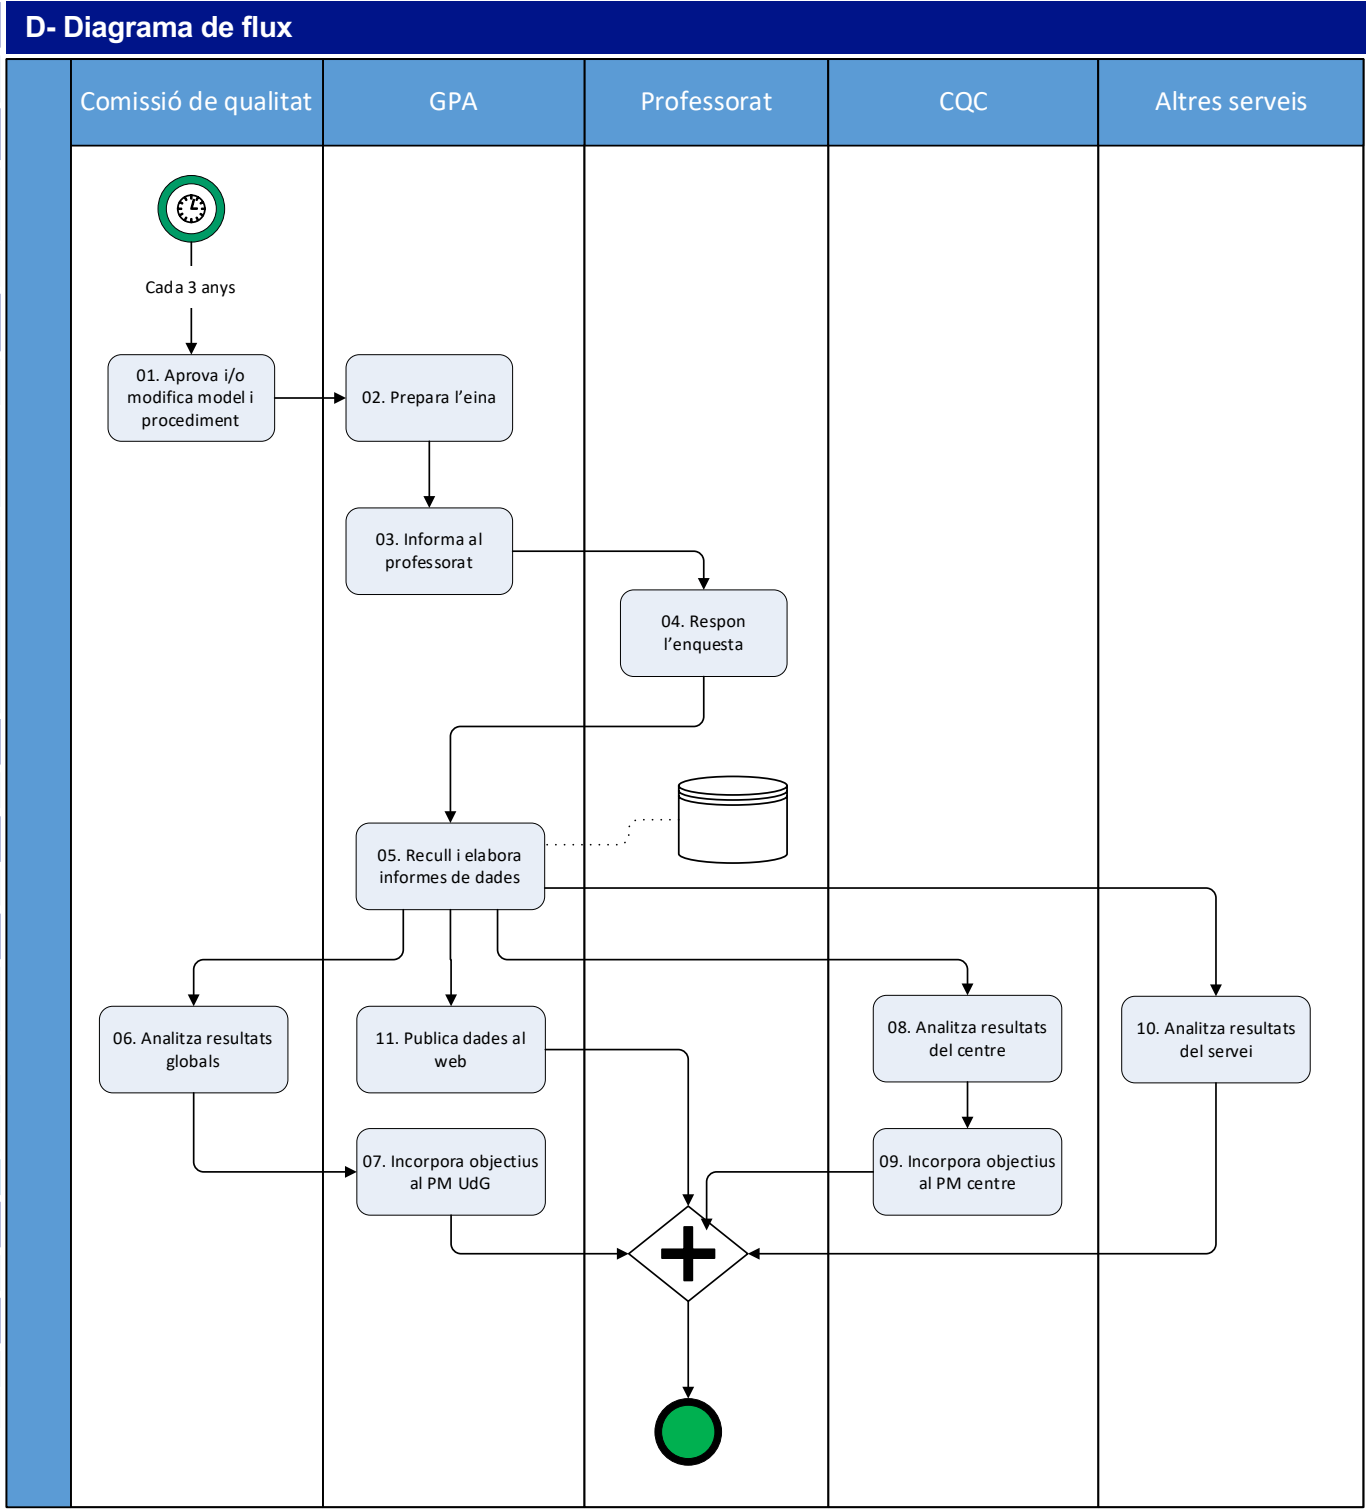 D- Diagrama de flux
Comissió de qualitat
GPA
Professorat
CQC
Altres serveis
Cada 3 anys
01. Aprova i/o
modifica model i
procediment
02. Prepara l’eina
03. Informa al
professorat
04. Respon
l’enquesta
05. Recull i elabora
informes de dades
06. Analitza resultats
globals
11. Publica dades al
web
08. Analitza resultats
del centre
10. Analitza resultats
del servei
07. Incorpora objectius
al PM UdG
09. Incorpora objectius
al PM centre